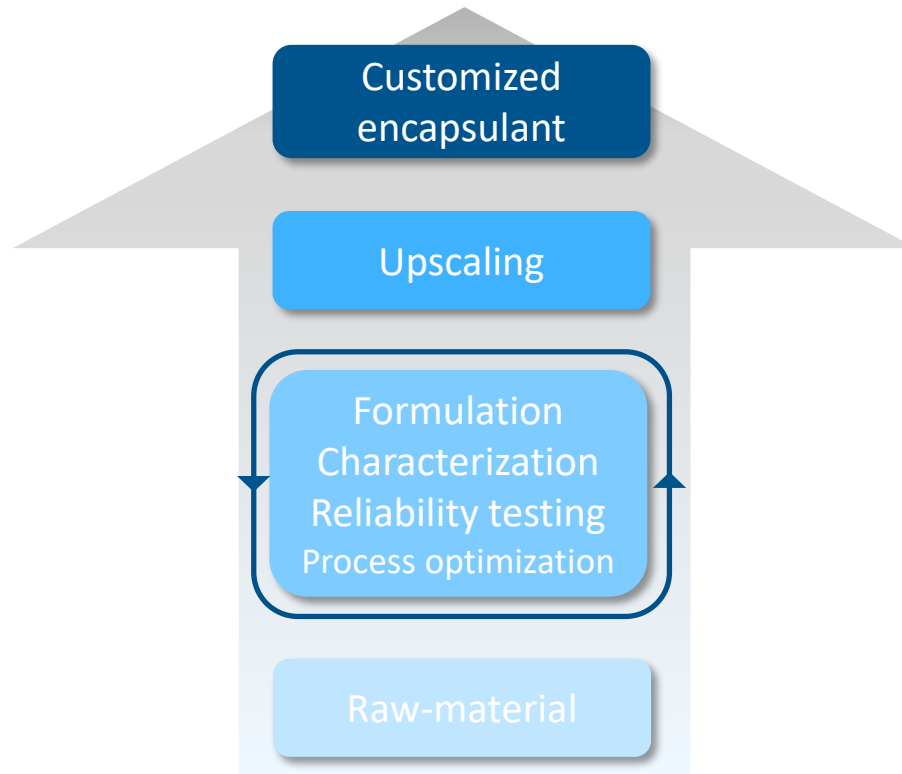 Customized
encapsulant
Upscaling
Formulation
Characterization
Reliability testing
Process optimization
Raw-material